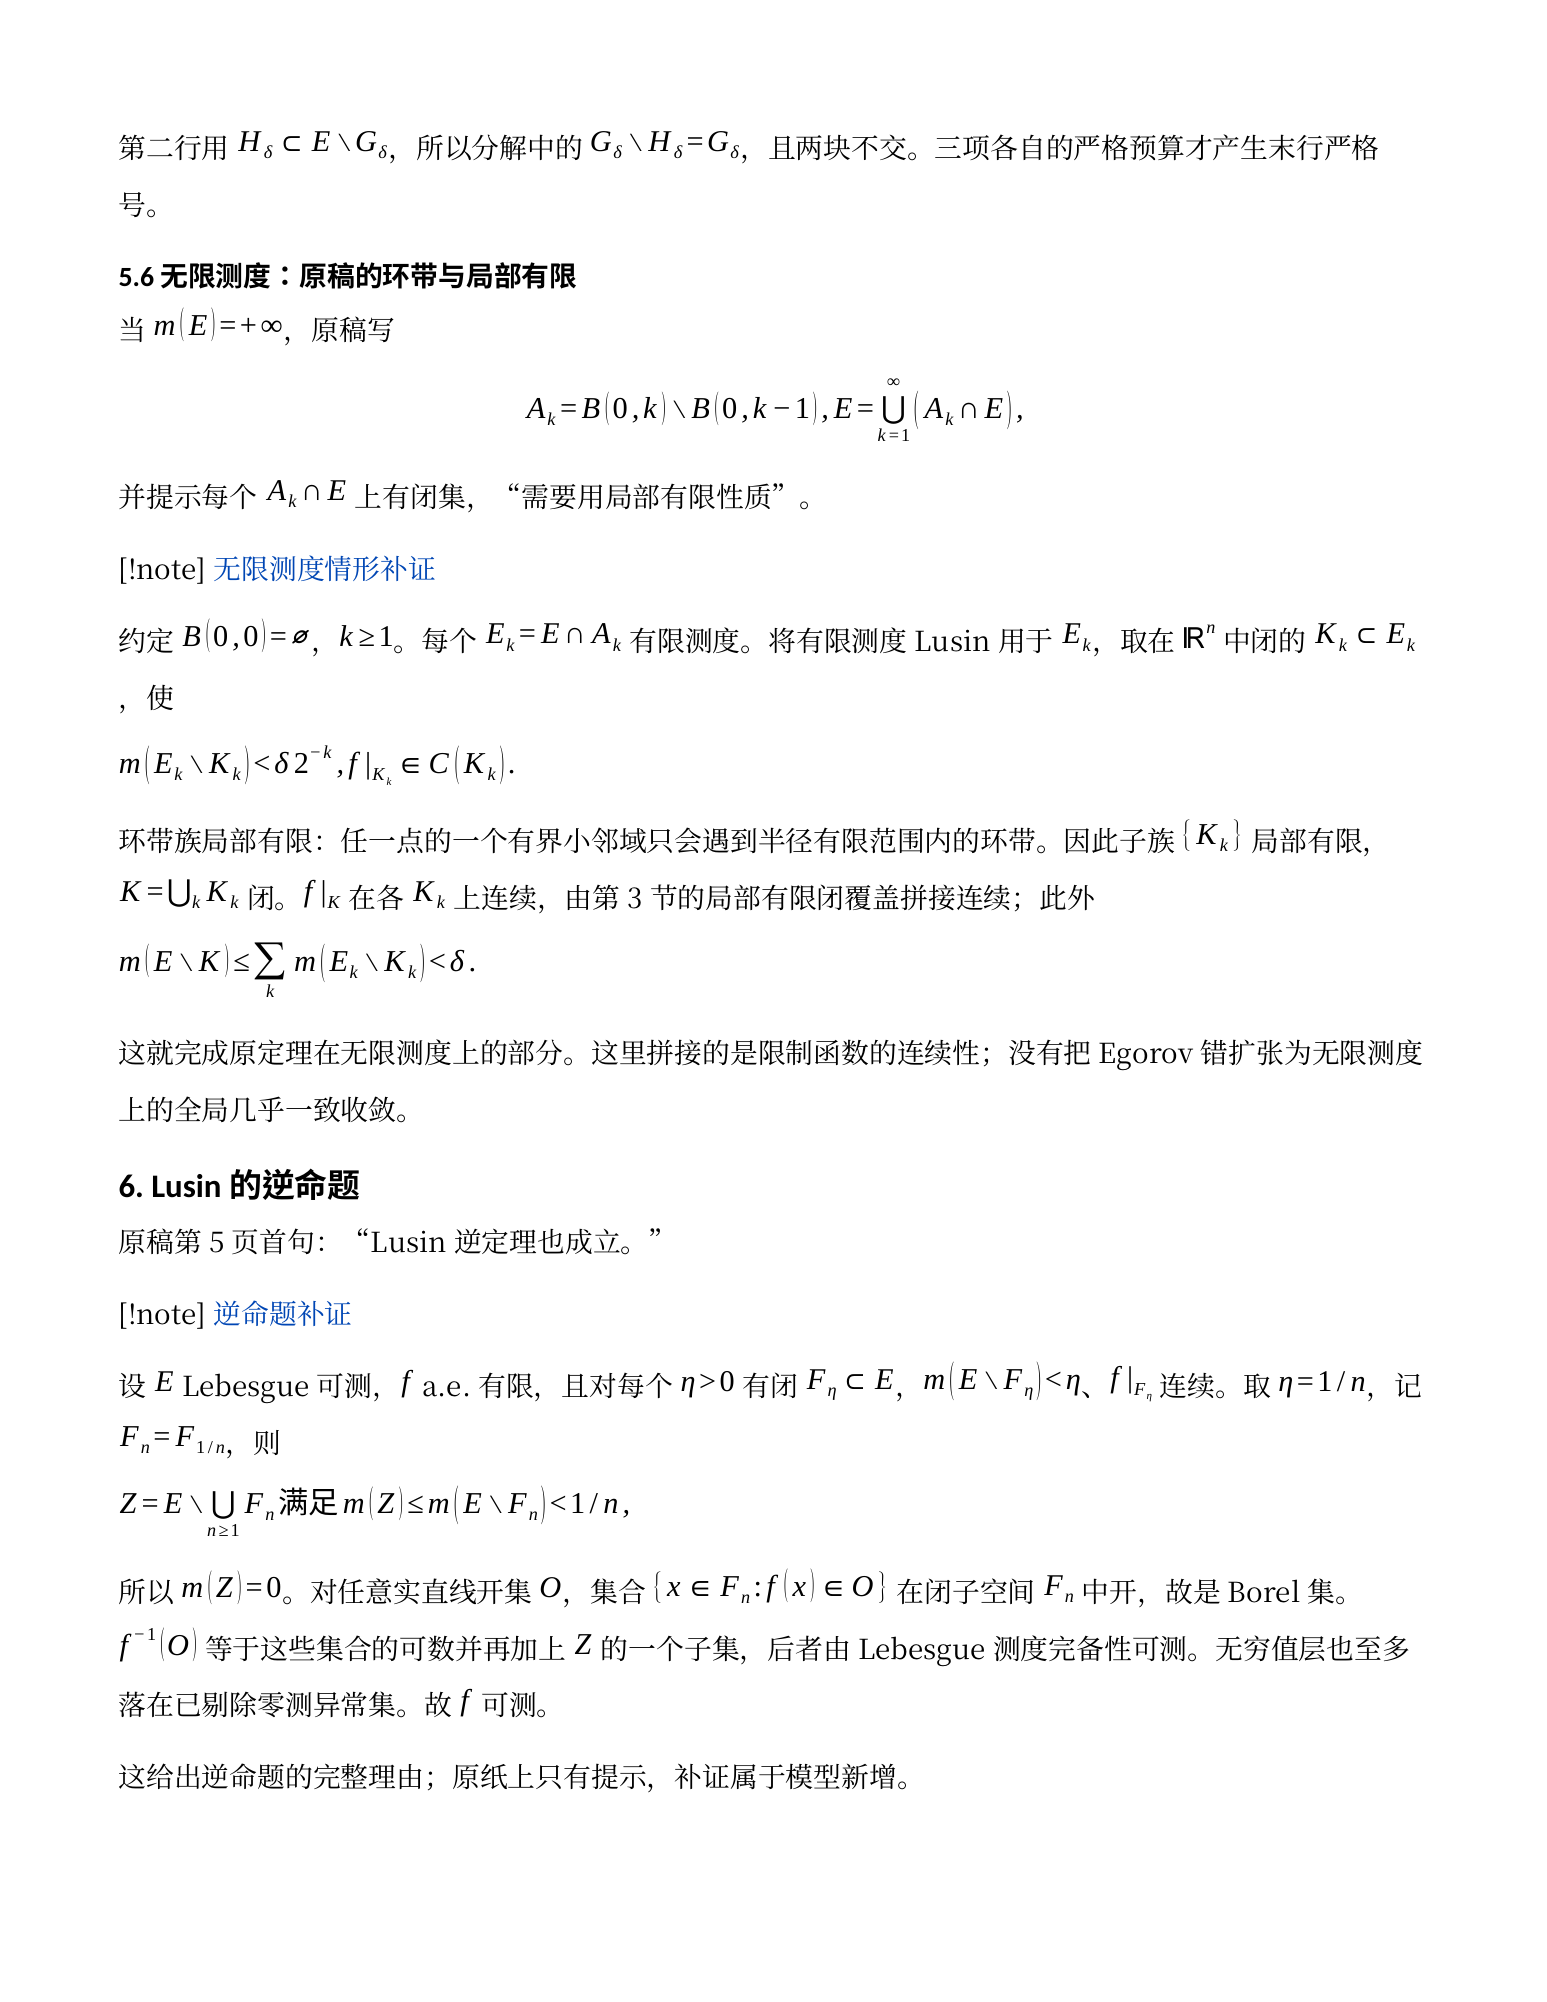 第二行用 H_δ ⊂ E∖G_δ，所以分解中的 G_δ∖H_δ=G_δ，且两块不交。三项各自的严格预算才产生末行严格
号。
5.6 无限测度：原稿的环带与局部有限
当 m(E)=+∞，原稿写
A_k=B(0,k)∖B(0,k−1), E=⋃_{k=1}^{∞}(A_k∩E),
并提示每个 A_k∩E 上有闭集，“需要用局部有限性质”。
[!note] 无限测度情形补证
约定 B(0,0)=∅，k≥1。每个 E_k=E∩A_k 有限测度。将有限测度 Lusin 用于 E_k，取在 ℝ^n 中闭的 K_k⊂E_k
，使
m(E_k∖K_k)<δ2^{−k}, f|_{K_k}∈C(K_k).
环带族局部有限：任一点的一个有界小邻域只会遇到半径有限范围内的环带。因此子族 {K_k} 局部有限，
K=⋃_k K_k 闭。f|_K 在各 K_k 上连续，由第 3 节的局部有限闭覆盖拼接连续；此外
m(E∖K)≤∑_k m(E_k∖K_k)<δ.
这就完成原定理在无限测度上的部分。这里拼接的是限制函数的连续性；没有把 Egorov 错扩张为无限测度
上的全局几乎一致收敛。
6. Lusin 的逆命题
原稿第 5 页首句：“Lusin 逆定理也成立。”
[!note] 逆命题补证
设 E Lebesgue 可测，f a.e. 有限，且对每个 η>0 有闭 F_η⊂E，m(E∖F_η)<η、f|_{F_η} 连续。取 η=1/n，记
F_n=F_{1/n}，则
Z=E∖⋃_{n≥1} F_n 满足 m(Z)≤m(E∖F_n)<1/n,
所以 m(Z)=0。对任意实直线开集 O，集合 {x∈F_n:f(x)∈O} 在闭子空间 F_n 中开，故是 Borel 集。
f^{−1}(O) 等于这些集合的可数并再加上 Z 的一个子集，后者由 Lebesgue 测度完备性可测。无穷值层也至多
落在已剔除零测异常集。故 f 可测。
这给出逆命题的完整理由；原纸上只有提示，补证属于模型新增。